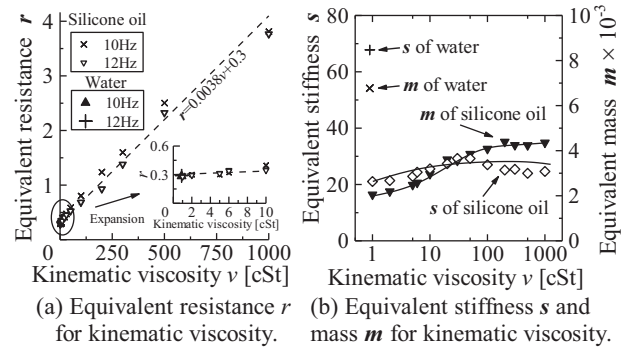 Silicone oil
× 10Hz
▽ 12Hz
Water
▲ 10Hz
+ 12Hz
r=0.0038ν+0.3
Expansion
Equivalent resistance r
4
3
2
1
0
0 250 500 750 1000
Kinematic viscosity ν [cSt]
r
0.6
0.3
0
0 2 4 6 8 10
Kinematic viscosity [cSt]
(a) Equivalent resistance r
for kinematic viscosity.
Equivalent stiffness s
80
60
40
20
0
s of water
m of water
m of silicone oil
s of silicone oil
1 10 100 1000
Kinematic viscosity ν [cSt]
10
8
6
4
2
0
Equivalent mass m × 10⁻³
(b) Equivalent stiffness s and
mass m for kinematic viscosity.